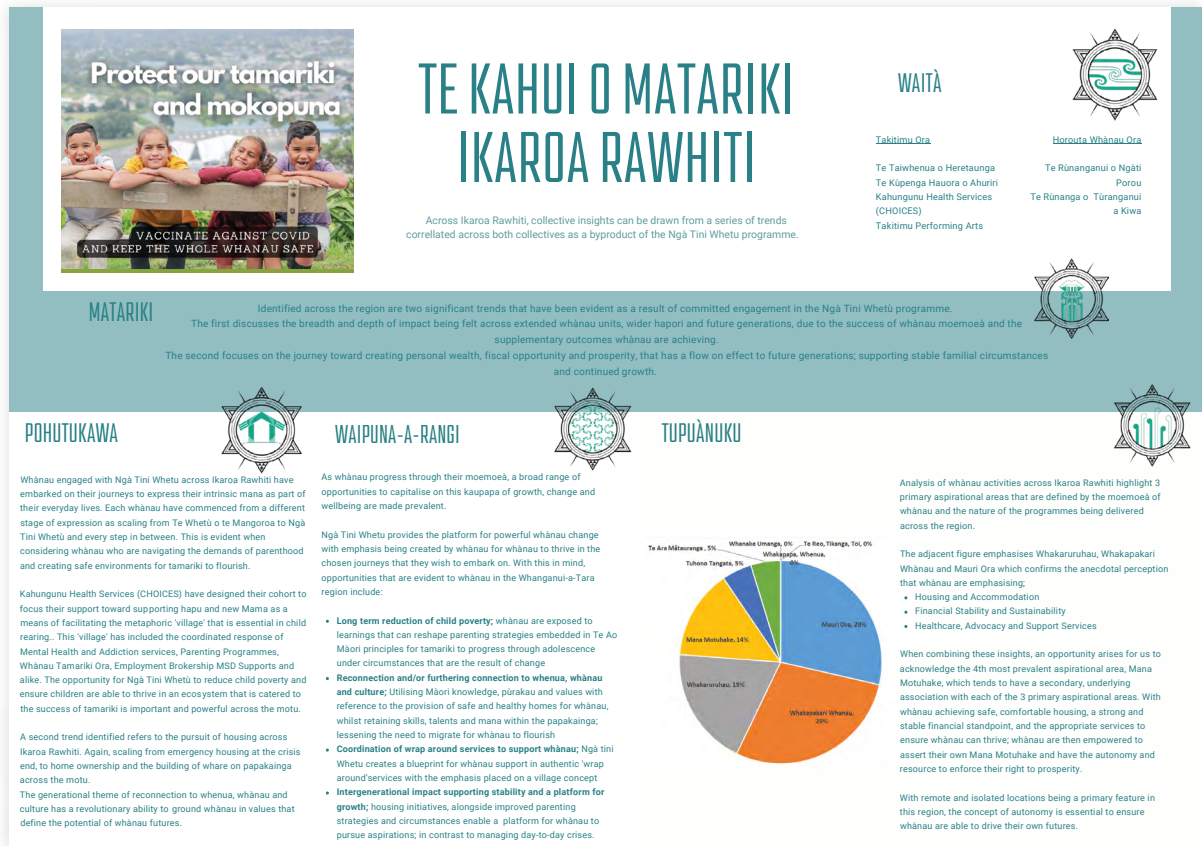 Protect our tamariki
and mokopuna
VACCINATE AGAINST COVID
AND KEEP THE WHOLE WHANAU SAFE
TE KAHUI O MATARIKI
IKAROA RAWHITI
Across Ikaroa Rawhiti, collective insights can be drawn from a series of trends
correllated across both collectives as a byproduct of the Ngà Tini Whetu programme.
WAITÀ
Takitimu Ora
Te Taiwhenua o Heretaunga
Te Kùpenga Hauora o Ahuriri
Kahungunu Health Services
(CHOICES)
Takitimu Performing Arts
Horouta Whànau Ora
Te Rùnanganui o Ngàti
Porou
Te Rùnanga o Tùranganui
a Kiwa
MATARIKI
Identified across the region are two significant trends that have been evident as a result of committed engagement in the Ngà Tini Whetù programme.
The first discusses the breadth and depth of impact being felt across extended whànau units, wider hapori and future generations, due to the success of whànau moemoeà and the
supplementary outcomes whànau are achieving.
The second focuses on the journey toward creating personal wealth, fiscal opportunity and prosperity, that has a flow on effect to future generations; supporting stable familial circumstances
and continued growth.
POHUTUKAWA
Whànau engaged with Ngà Tini Whetu across Ikaroa Rawhiti have
embarked on their journeys to express their intrinsic mana as part of
their everyday lives. Each whànau have commenced from a different
stage of expression as scaling from Te Whetù o te Mangoroa to Ngà
Tini Whetù and every step in between. This is evident when
considering whànau who are navigating the demands of parenthood
and creating safe environments for tamariki to flourish.
Kahungunu Health Services (CHOICES) have designed their cohort to
focus their support toward supporting hapu and new Mama as a
means of facilitating the metaphoric 'village' that is essential in child
rearing.. This 'village' has included the coordinated response of
Mental Health and Addiction services, Parenting Programmes,
Whànau Tamariki Ora, Employment Brokership MSD Supports and
alike. The opportunity for Ngà Tini Whetu to reduce child poverty and
ensure children are able to thrive in an ecosystem that is catered to
the success of tamariki is important and powerful across the motu.
A second trend identified refers to the pursuit of housing across
Ikaroa Rawhiti. Again, scaling from emergency housing at the crisis
end, to home ownership and the building of whare on papakainga
across the motu.
The generational theme of reconnection to whenua, whànau and
culture has a revolutionary ability to ground whànau in values that
define the potential of whànau futures.
WAIPUNA-A-RANGI
As whànau progress through their moemoeà, a broad range of
opportunities to capitalise on this kaupapa of growth, change and
wellbeing are made prevalent.
Ngà Tini Whetu provides the platform for powerful whànau change
with emphasis being created by whànau for whànau to thrive in the
chosen journeys that they wish to embark on. With this in mind,
opportunities that are evident to whànau in the Whanganui-a-Tara
region include:
• Long term reduction of child poverty; whànau are exposed to
learnings that can reshape parenting strategies embedded in Te Ao
Màori principles for tamariki to progress through adolescence
under circumstances that are the result of change
• Reconnection and/or furthering connection to whenua, whànau
and culture; Utilising Màori knowledge, pùrakau and values with
reference to the provision of safe and healthy homes for whànau,
whilst retaining skills, talents and mana within the papakainga;
lessening the need to migrate for whànau to flourish
• Coordination of wrap around services to support whànau; Ngà tini
Whetu creates a blueprint for whànau support in authentic 'wrap
around'services with the emphasis placed on a village concept
• Intergenerational impact supporting stability and a platform for
growth; housing initiatives, alongside improved parenting
strategies and circumstances enable a platform for whànau to
pursue aspirations; in contrast to managing day-to-day crises.
TUPUÀNUKU
Te Ara Mātauranga , 5%
Whanake Umanga, 0%
Te Reo, Tikanga, Toi, 0%
Whakapapa, Whenua,
0%
Tuhono Tangata, 5%
Mana Motuhake, 14%
Mauri Ora, 29%
Whakaruruhau, 19%
Whakapakari Whanau,
29%
Analysis of whànau activities across Ikaroa Rawhiti highlight 3
primary aspirational areas that are defined by the moemoeà of
whànau and the nature of the programmes being delivered
across the region.
The adjacent figure emphasises Whakaruruhau, Whakapakari
Whànau and Mauri Ora which confirms the anecdotal perception
that whànau are emphasising;
• Housing and Accommodation
• Financial Stability and Sustainability
• Healthcare, Advocacy and Support Services
When combining these insights, an opportunity arises for us to
acknowledge the 4th most prevalent aspirational area, Mana
Motuhake, which tends to have a secondary, underlying
association with each of the 3 primary aspirational areas. With
whànau achieving safe, comfortable housing, a strong and
stable financial standpoint, and the appropriate services to
ensure whànau can thrive; whànau are then empowered to
assert their own Mana Motuhake and have the autonomy and
resource to enforce their right to prosperity.
With remote and isolated locations being a primary feature in
this region, the concept of autonomy is essential to ensure
whànau are able to drive their own futures.